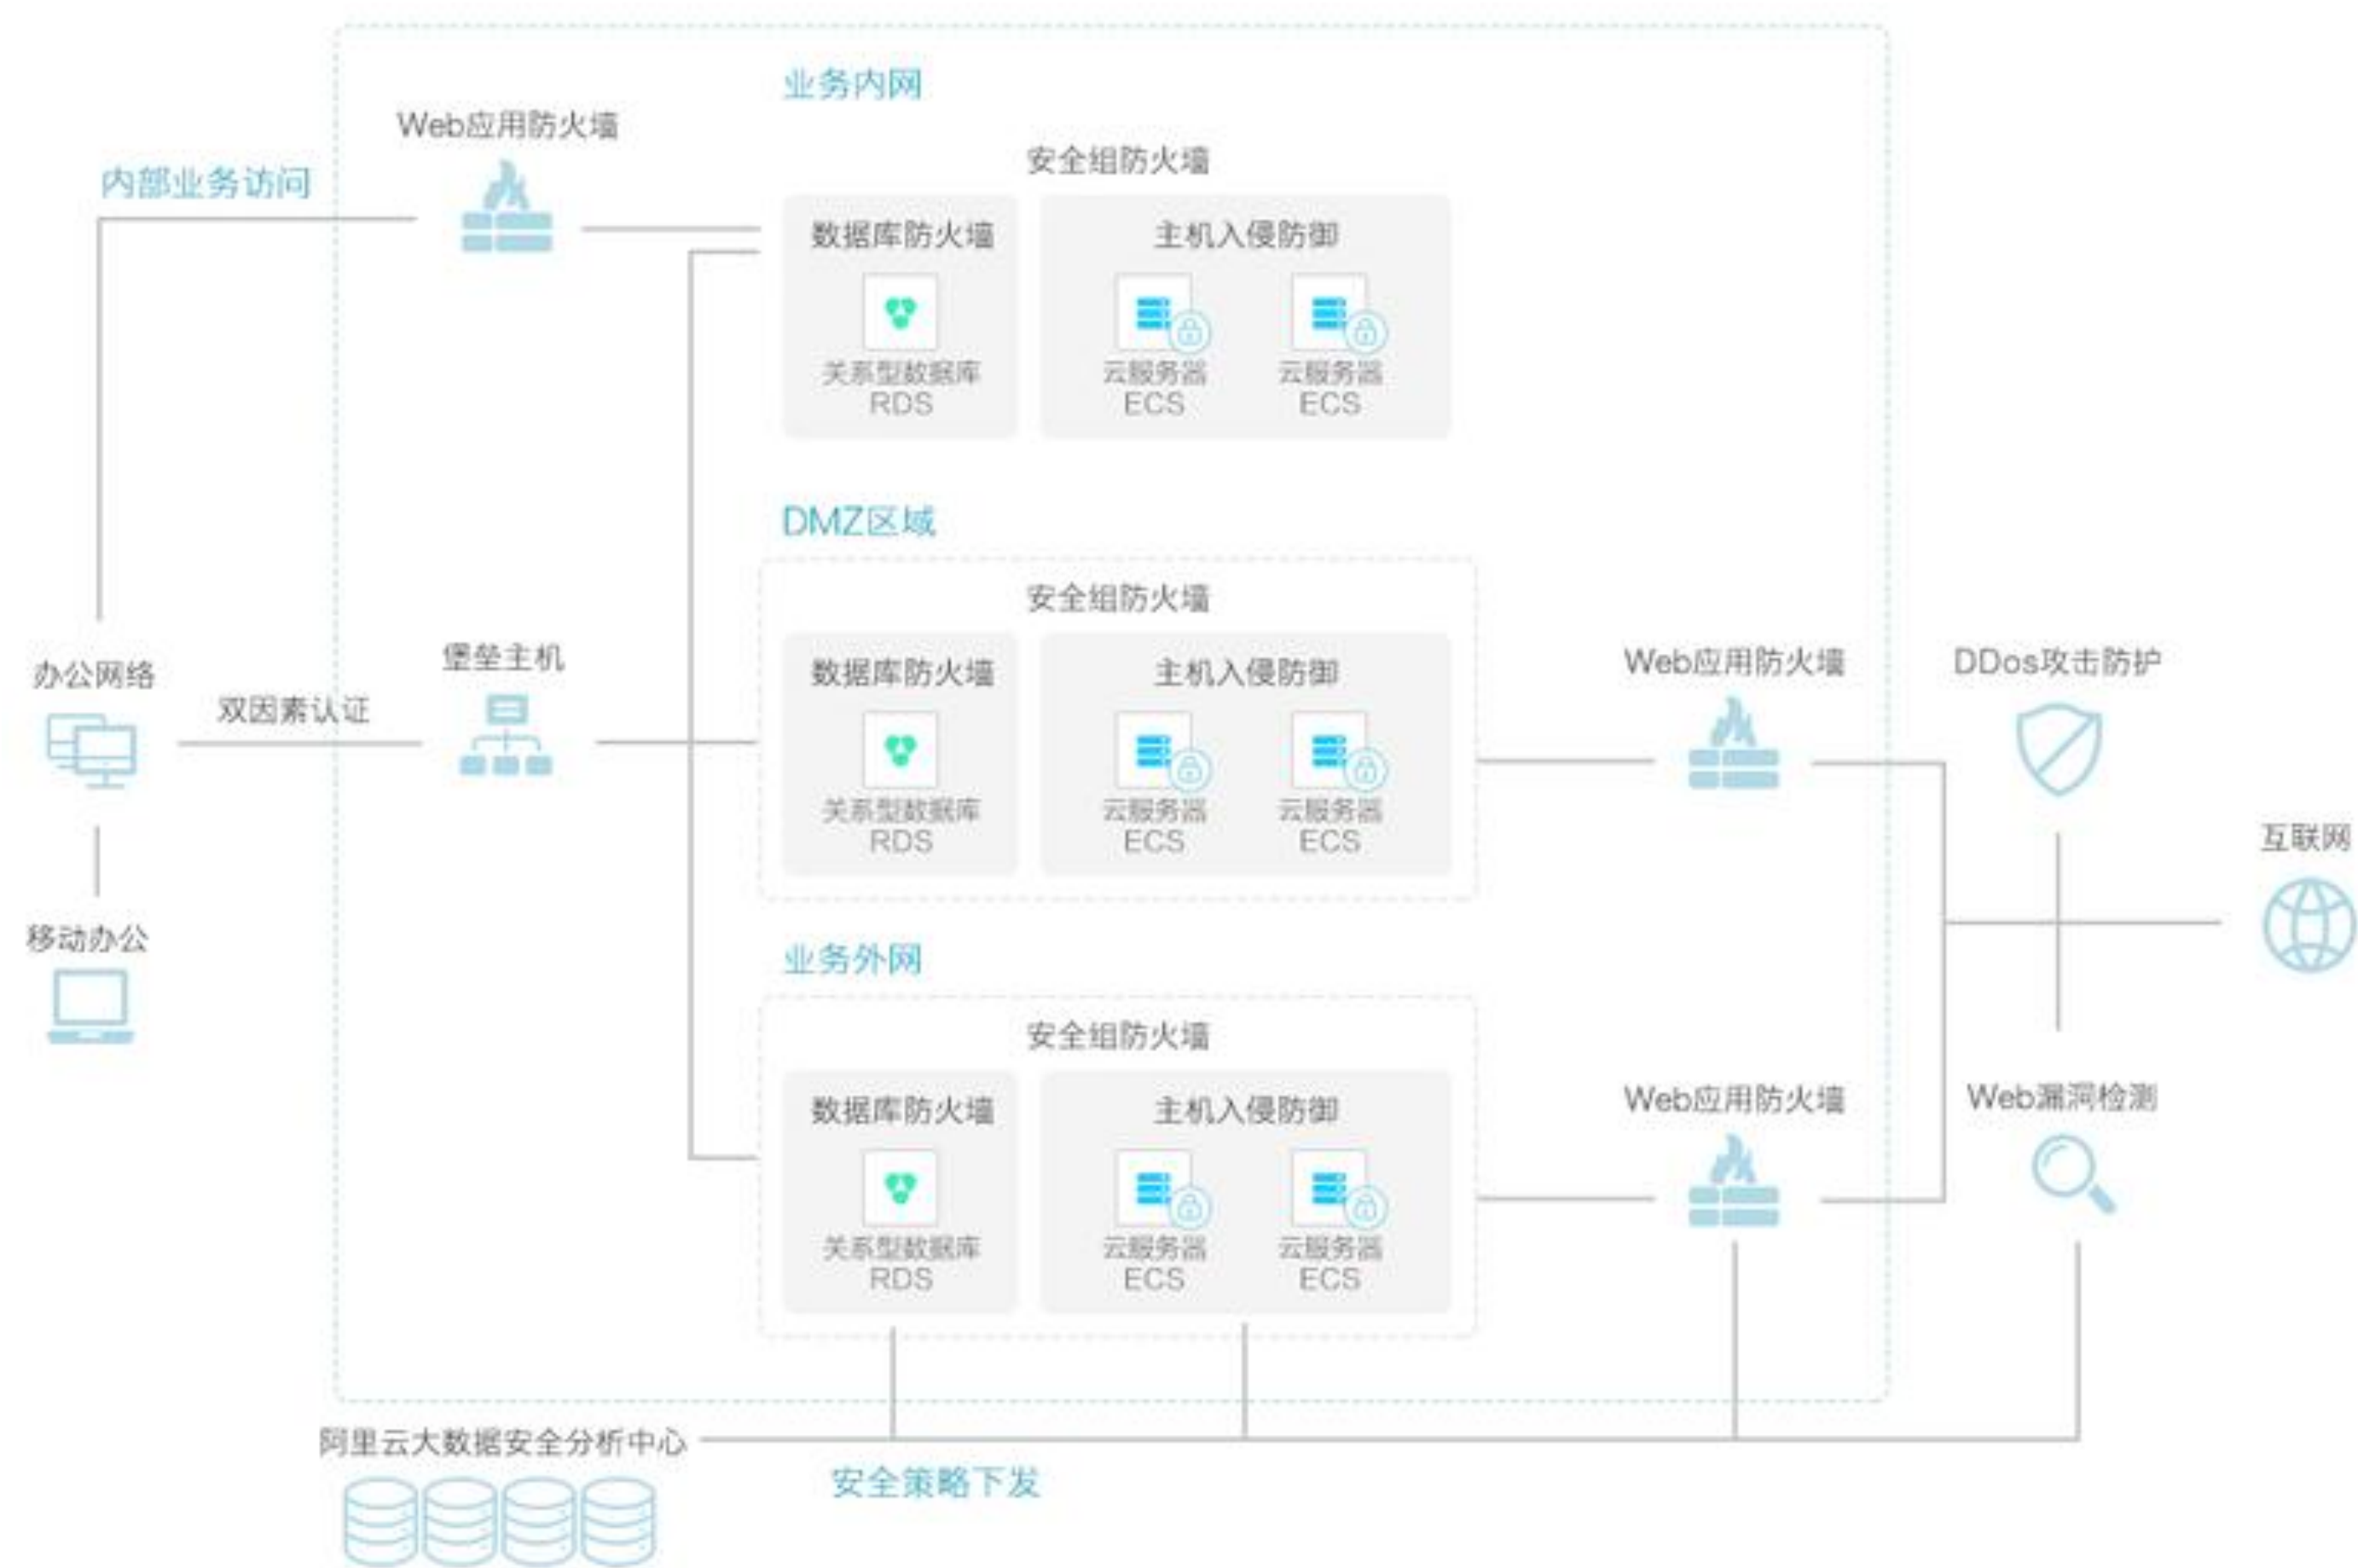 业务内网
Web应用防火墙
内部业务访问
安全组防火墙
数据库防火墙
主机入侵防御
关系型数据库
RDS
云服务器
ECS
云服务器
ECS
DMZ区域
安全组防火墙
数据库防火墙
主机入侵防御
关系型数据库
RDS
云服务器
ECS
云服务器
ECS
办公网络
双因素认证
堡垒主机
Web应用防火墙
DDos攻击防护
互联网
移动办公
业务外网
安全组防火墙
数据库防火墙
主机入侵防御
关系型数据库
RDS
云服务器
ECS
云服务器
ECS
Web应用防火墙
Web漏洞检测
阿里云大数据安全分析中心
安全策略下发